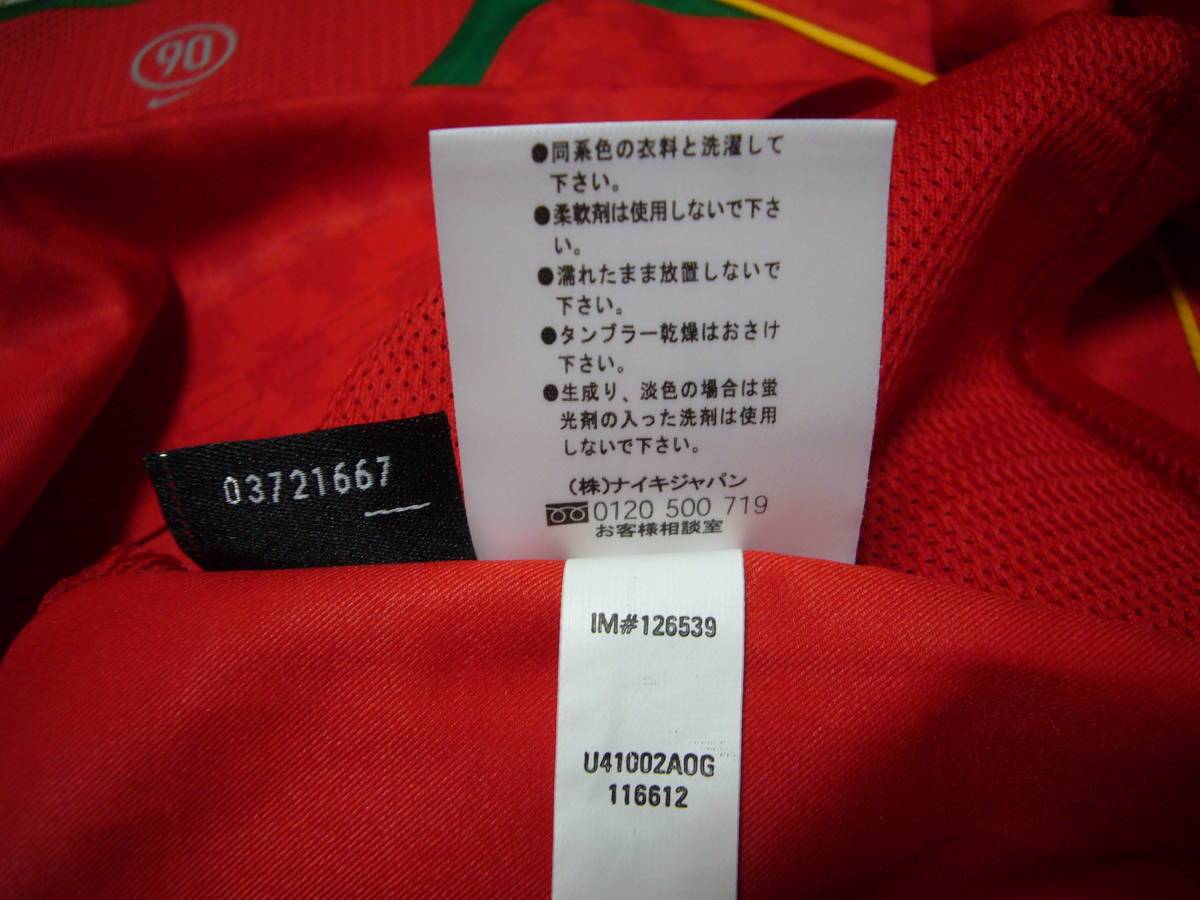 90
●同系色の衣料と洗濯して
下さい。
●柔軟剤は使用しないで下さ
い。
●濡れたまま放置しないで
下さい。
●タンブラー乾燥はおさけ
下さい。
●生成り、淡色の場合は蛍
光剤の入った洗剤は使用
しないで下さい。
(株)ナイキジャパン
0120 500 719
お客様相談室
03721667
IM#126539
U41002AOG
116612